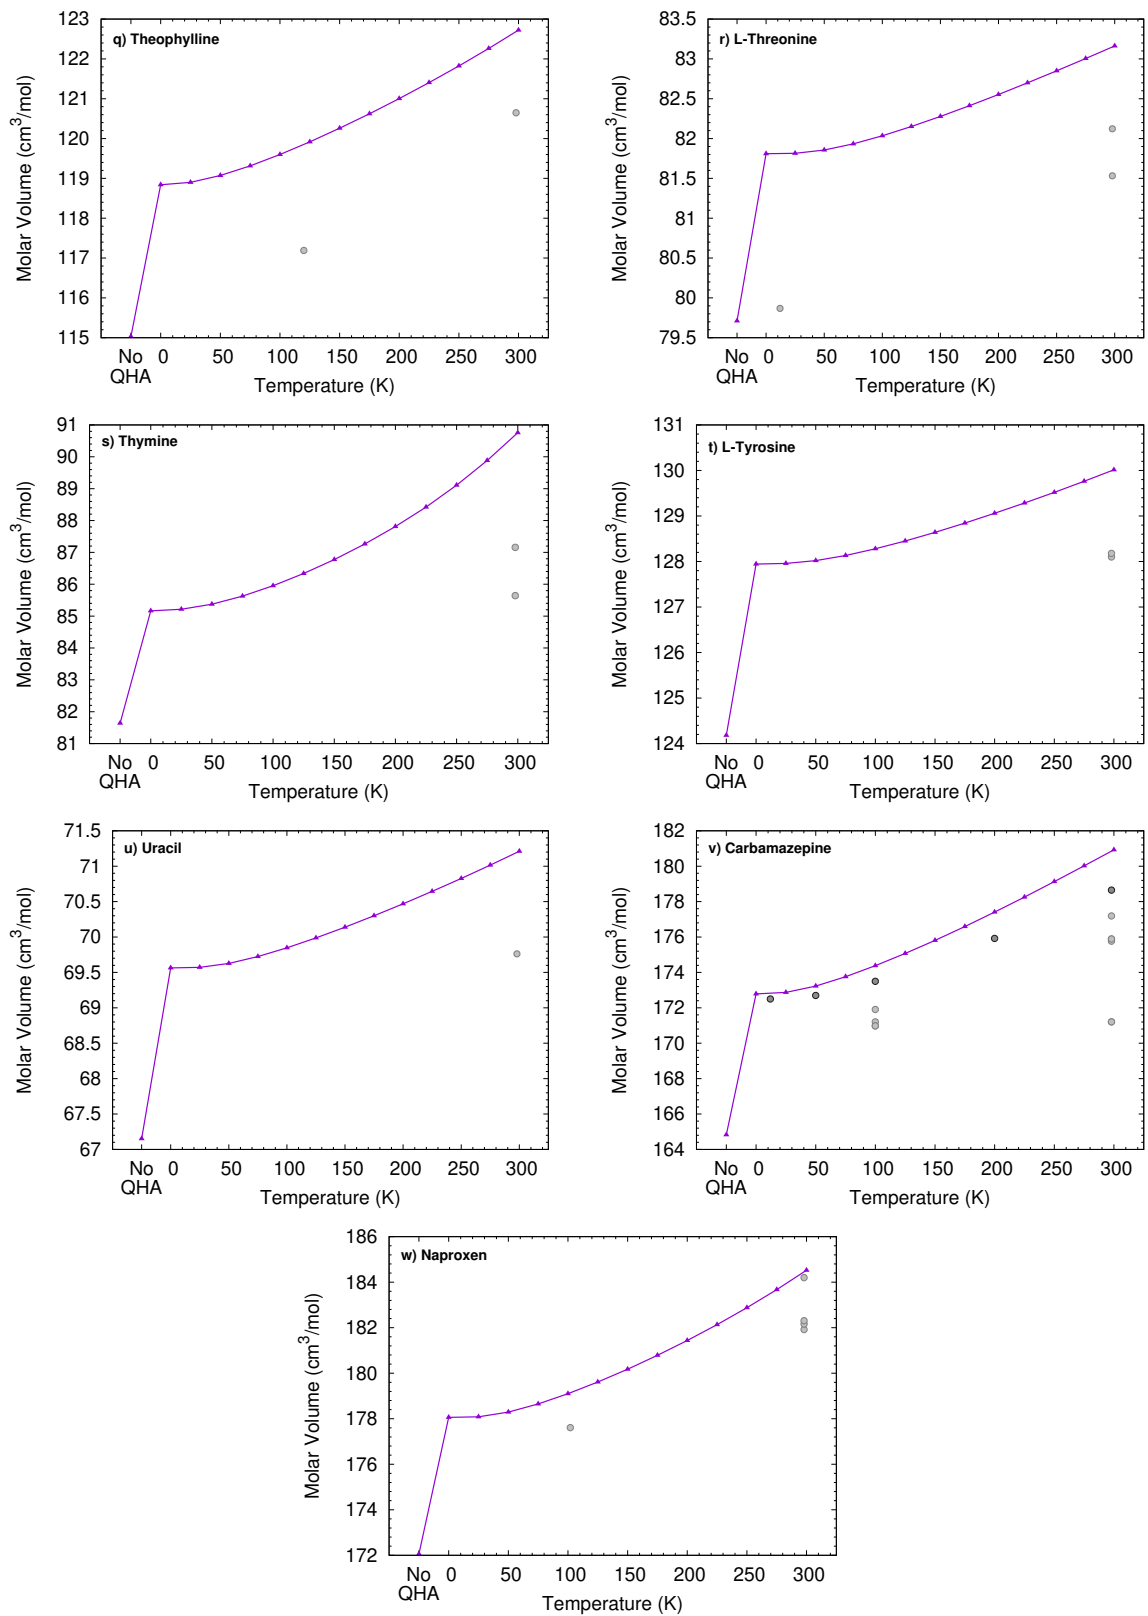 q) Theophylline
Molar Volume (cm³/mol)
123
122
121
120
119
118
117
116
115
No QHA 0 50 100 150 200 250 300
Temperature (K)
r) L-Threonine
Molar Volume (cm³/mol)
83.5
83
82.5
82
81.5
81
80.5
80
79.5
No QHA 0 50 100 150 200 250 300
Temperature (K)
s) Thymine
Molar Volume (cm³/mol)
91
90
89
88
87
86
85
84
83
82
81
No QHA 0 50 100 150 200 250 300
Temperature (K)
t) L-Tyrosine
Molar Volume (cm³/mol)
131
130
129
128
127
126
125
124
No QHA 0 50 100 150 200 250 300
Temperature (K)
u) Uracil
Molar Volume (cm³/mol)
71.5
71
70.5
70
69.5
69
68.5
68
67.5
67
No QHA 0 50 100 150 200 250 300
Temperature (K)
v) Carbamazepine
Molar Volume (cm³/mol)
182
180
178
176
174
172
170
168
166
164
No QHA 0 50 100 150 200 250 300
Temperature (K)
w) Naproxen
Molar Volume (cm³/mol)
186
184
182
180
178
176
174
172
No QHA 0 50 100 150 200 250 300
Temperature (K)